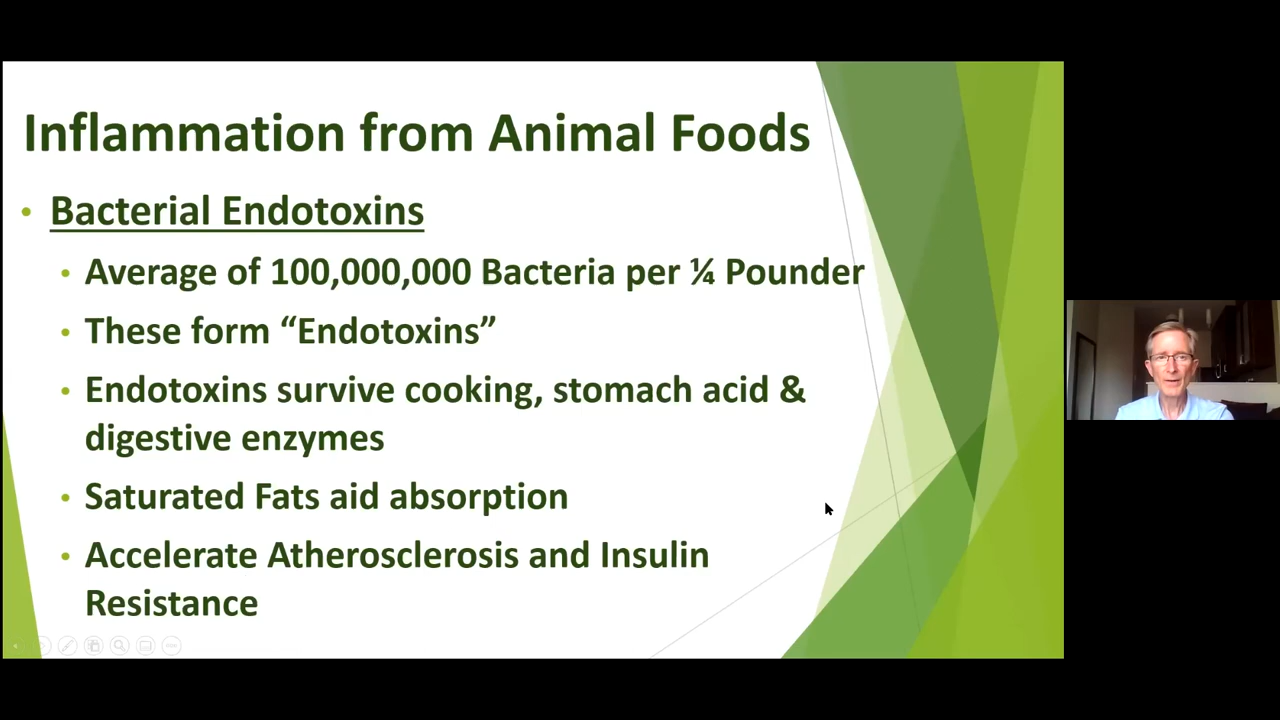 Inflammation from Animal Foods
• Bacterial Endotoxins
• Average of 100,000,000 Bacteria per ¼ Pounder
• These form “Endotoxins”
• Endotoxins survive cooking, stomach acid &
digestive enzymes
• Saturated Fats aid absorption
• Accelerate Atherosclerosis and Insulin
Resistance